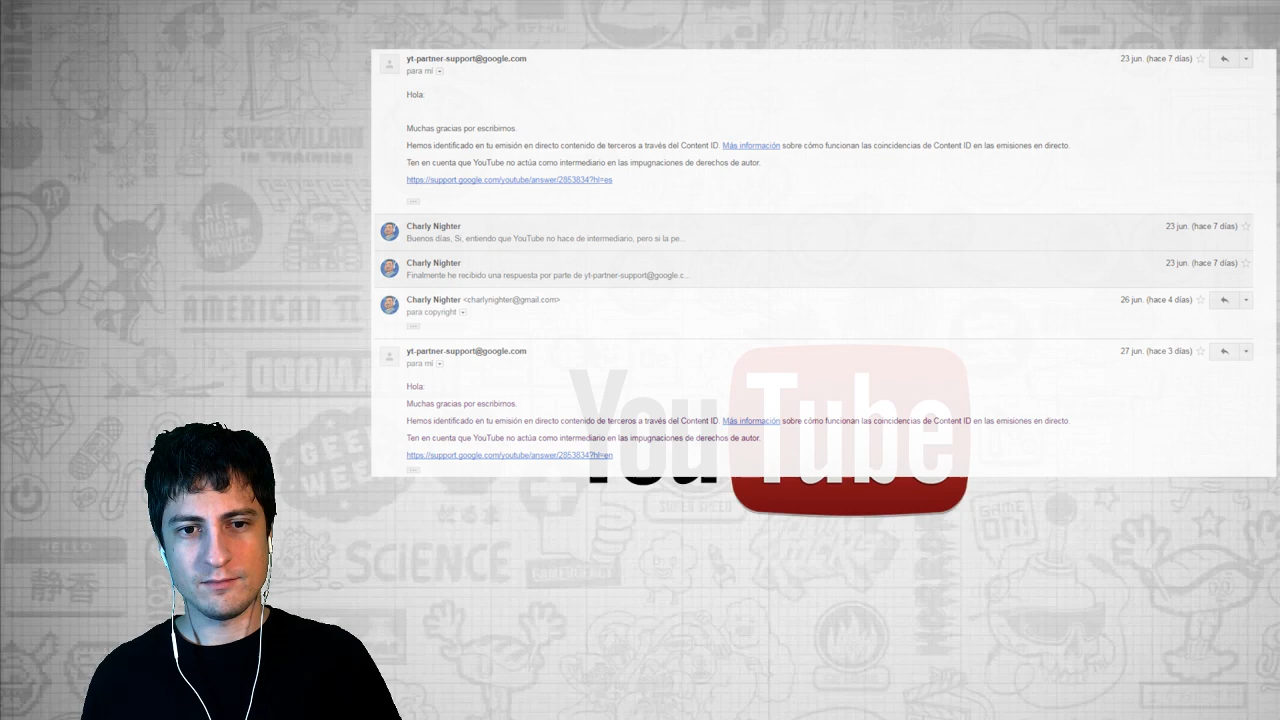 yt-partner-support@google.com
23 jun. (hace 7 días)
para mí
Hola:
Muchas gracias por escribirnos.
Hemos identificado en tu emisión en directo contenido de terceros a través del Content ID. Más información sobre cómo funcionan las coincidencias de Content ID en las emisiones en directo.
Ten en cuenta que YouTube no actúa como intermediario en las impugnaciones de derechos de autor.
https://support.google.com/youtube/answer/2853834?hl=es
Charly Nighter
23 jun. (hace 7 días)
Buenos días, Si, entiendo que YouTube no hace de intermediario, pero si la pe...
Charly Nighter
23 jun. (hace 7 días)
Finalmente he recibido una respuesta por parte de yt-partner-support@google.c...
Charly Nighter <charlynighter@gmail.com>
26 jun. (hace 4 días)
para copyright
yt-partner-support@google.com
27 jun. (hace 3 días)
para mí
Hola:
Muchas gracias por escribirnos.
Hemos identificado en tu emisión en directo contenido de terceros a través del Content ID. Más información sobre cómo funcionan las coincidencias de Content ID en las emisiones en directo.
Ten en cuenta que YouTube no actúa como intermediario en las impugnaciones de derechos de autor.
https://support.google.com/youtube/answer/2853834?hl=en
YouTube
SUPERVILLAIN
IN TRAINING
LATE
NIGHT
MOVIES
AMERICAN
SCIENCE
HELLO
静香
GAME
ON!